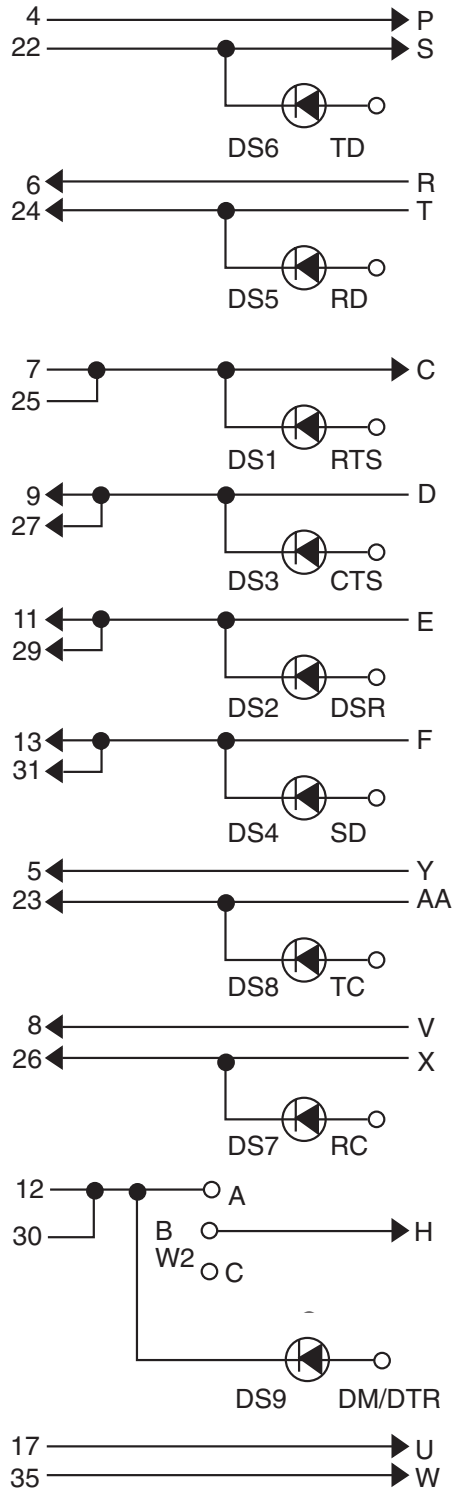 4 P
22 S
DS6 TD
6 R
24 T
DS5 RD
7 C
25
DS1 RTS
9 D
27
DS3 CTS
11 E
29
DS2 DSR
13 F
31
DS4 SD
5 Y
23 AA
DS8 TC
8 V
26 X
DS7 RC
12 A
30 B H
W2 C
DS9 DM/DTR
17 U
35 W